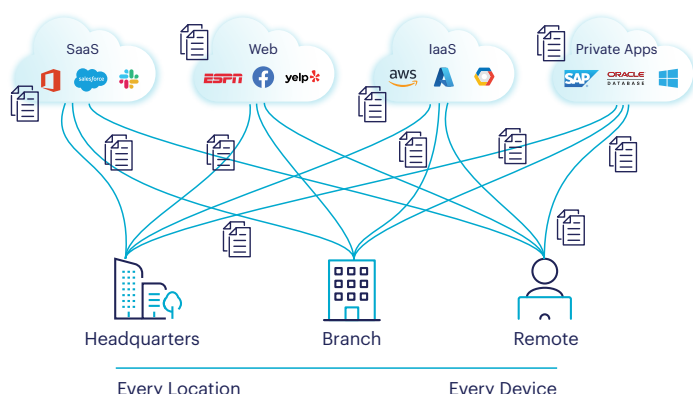 SaaS
Web
IaaS
Private Apps
salesforce
ESPN
yelp
aws
SAP
ORACLE
DATABASE
Headquarters
Branch
Remote
Every Location
Every Device